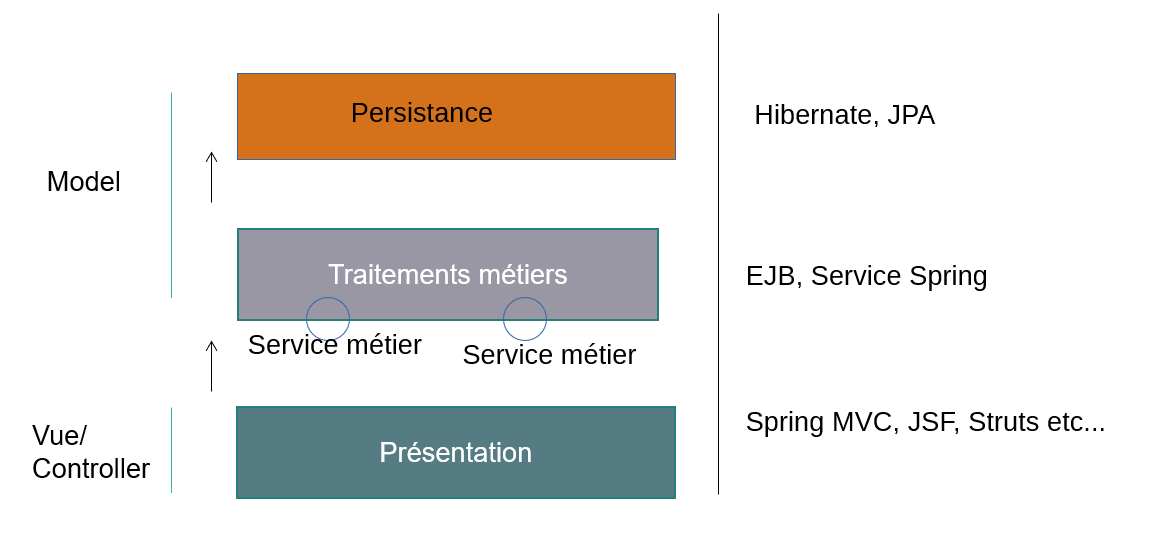 Persistance
Hibernate, JPA
Model
Traitements métiers
EJB, Service Spring
Service métier
Service métier
Vue/
Controller
Présentation
Spring MVC, JSF, Struts etc...